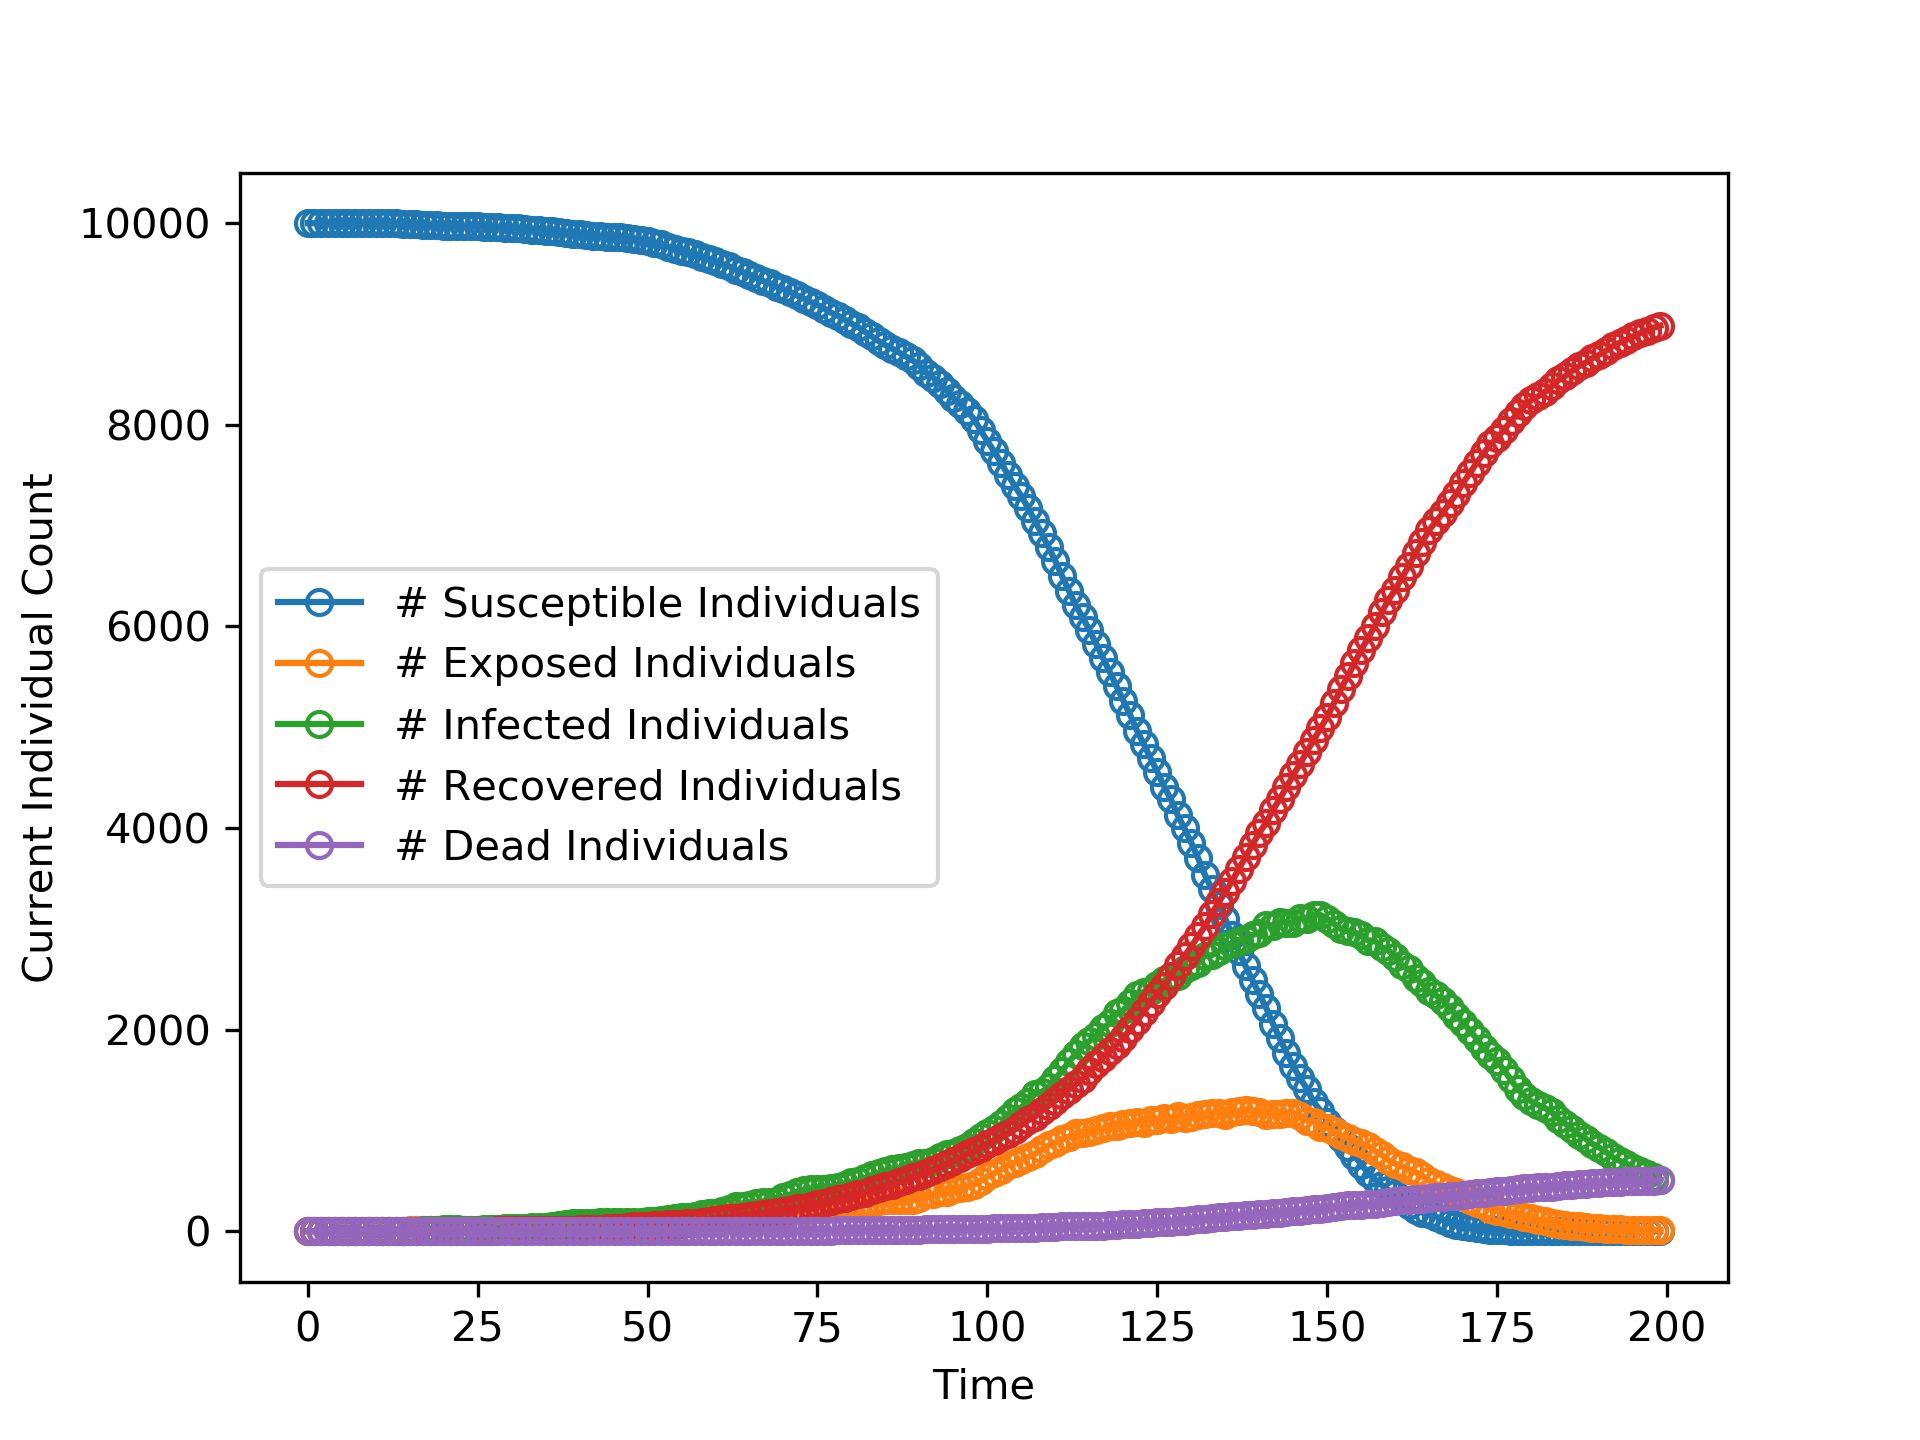 10000
8000
6000
4000
2000
0
Current Individual Count
# Susceptible Individuals
# Exposed Individuals
# Infected Individuals
# Recovered Individuals
# Dead Individuals
0 25 50 75 100 125 150 175 200
Time